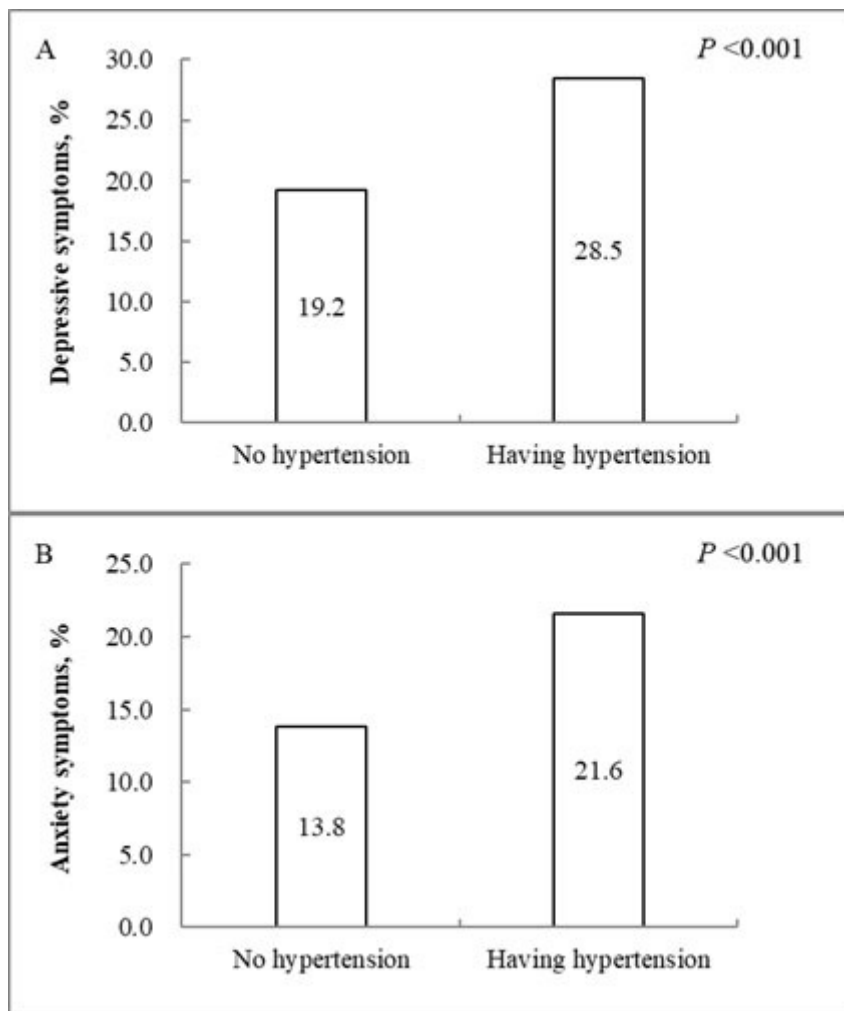 A
P <0.001
Depressive symptoms, %
30.0
25.0
20.0
15.0
10.0
5.0
0.0
19.2
28.5
No hypertension
Having hypertension
B
P <0.001
Anxiety symptoms, %
25.0
20.0
15.0
10.0
5.0
0.0
13.8
21.6
No hypertension
Having hypertension